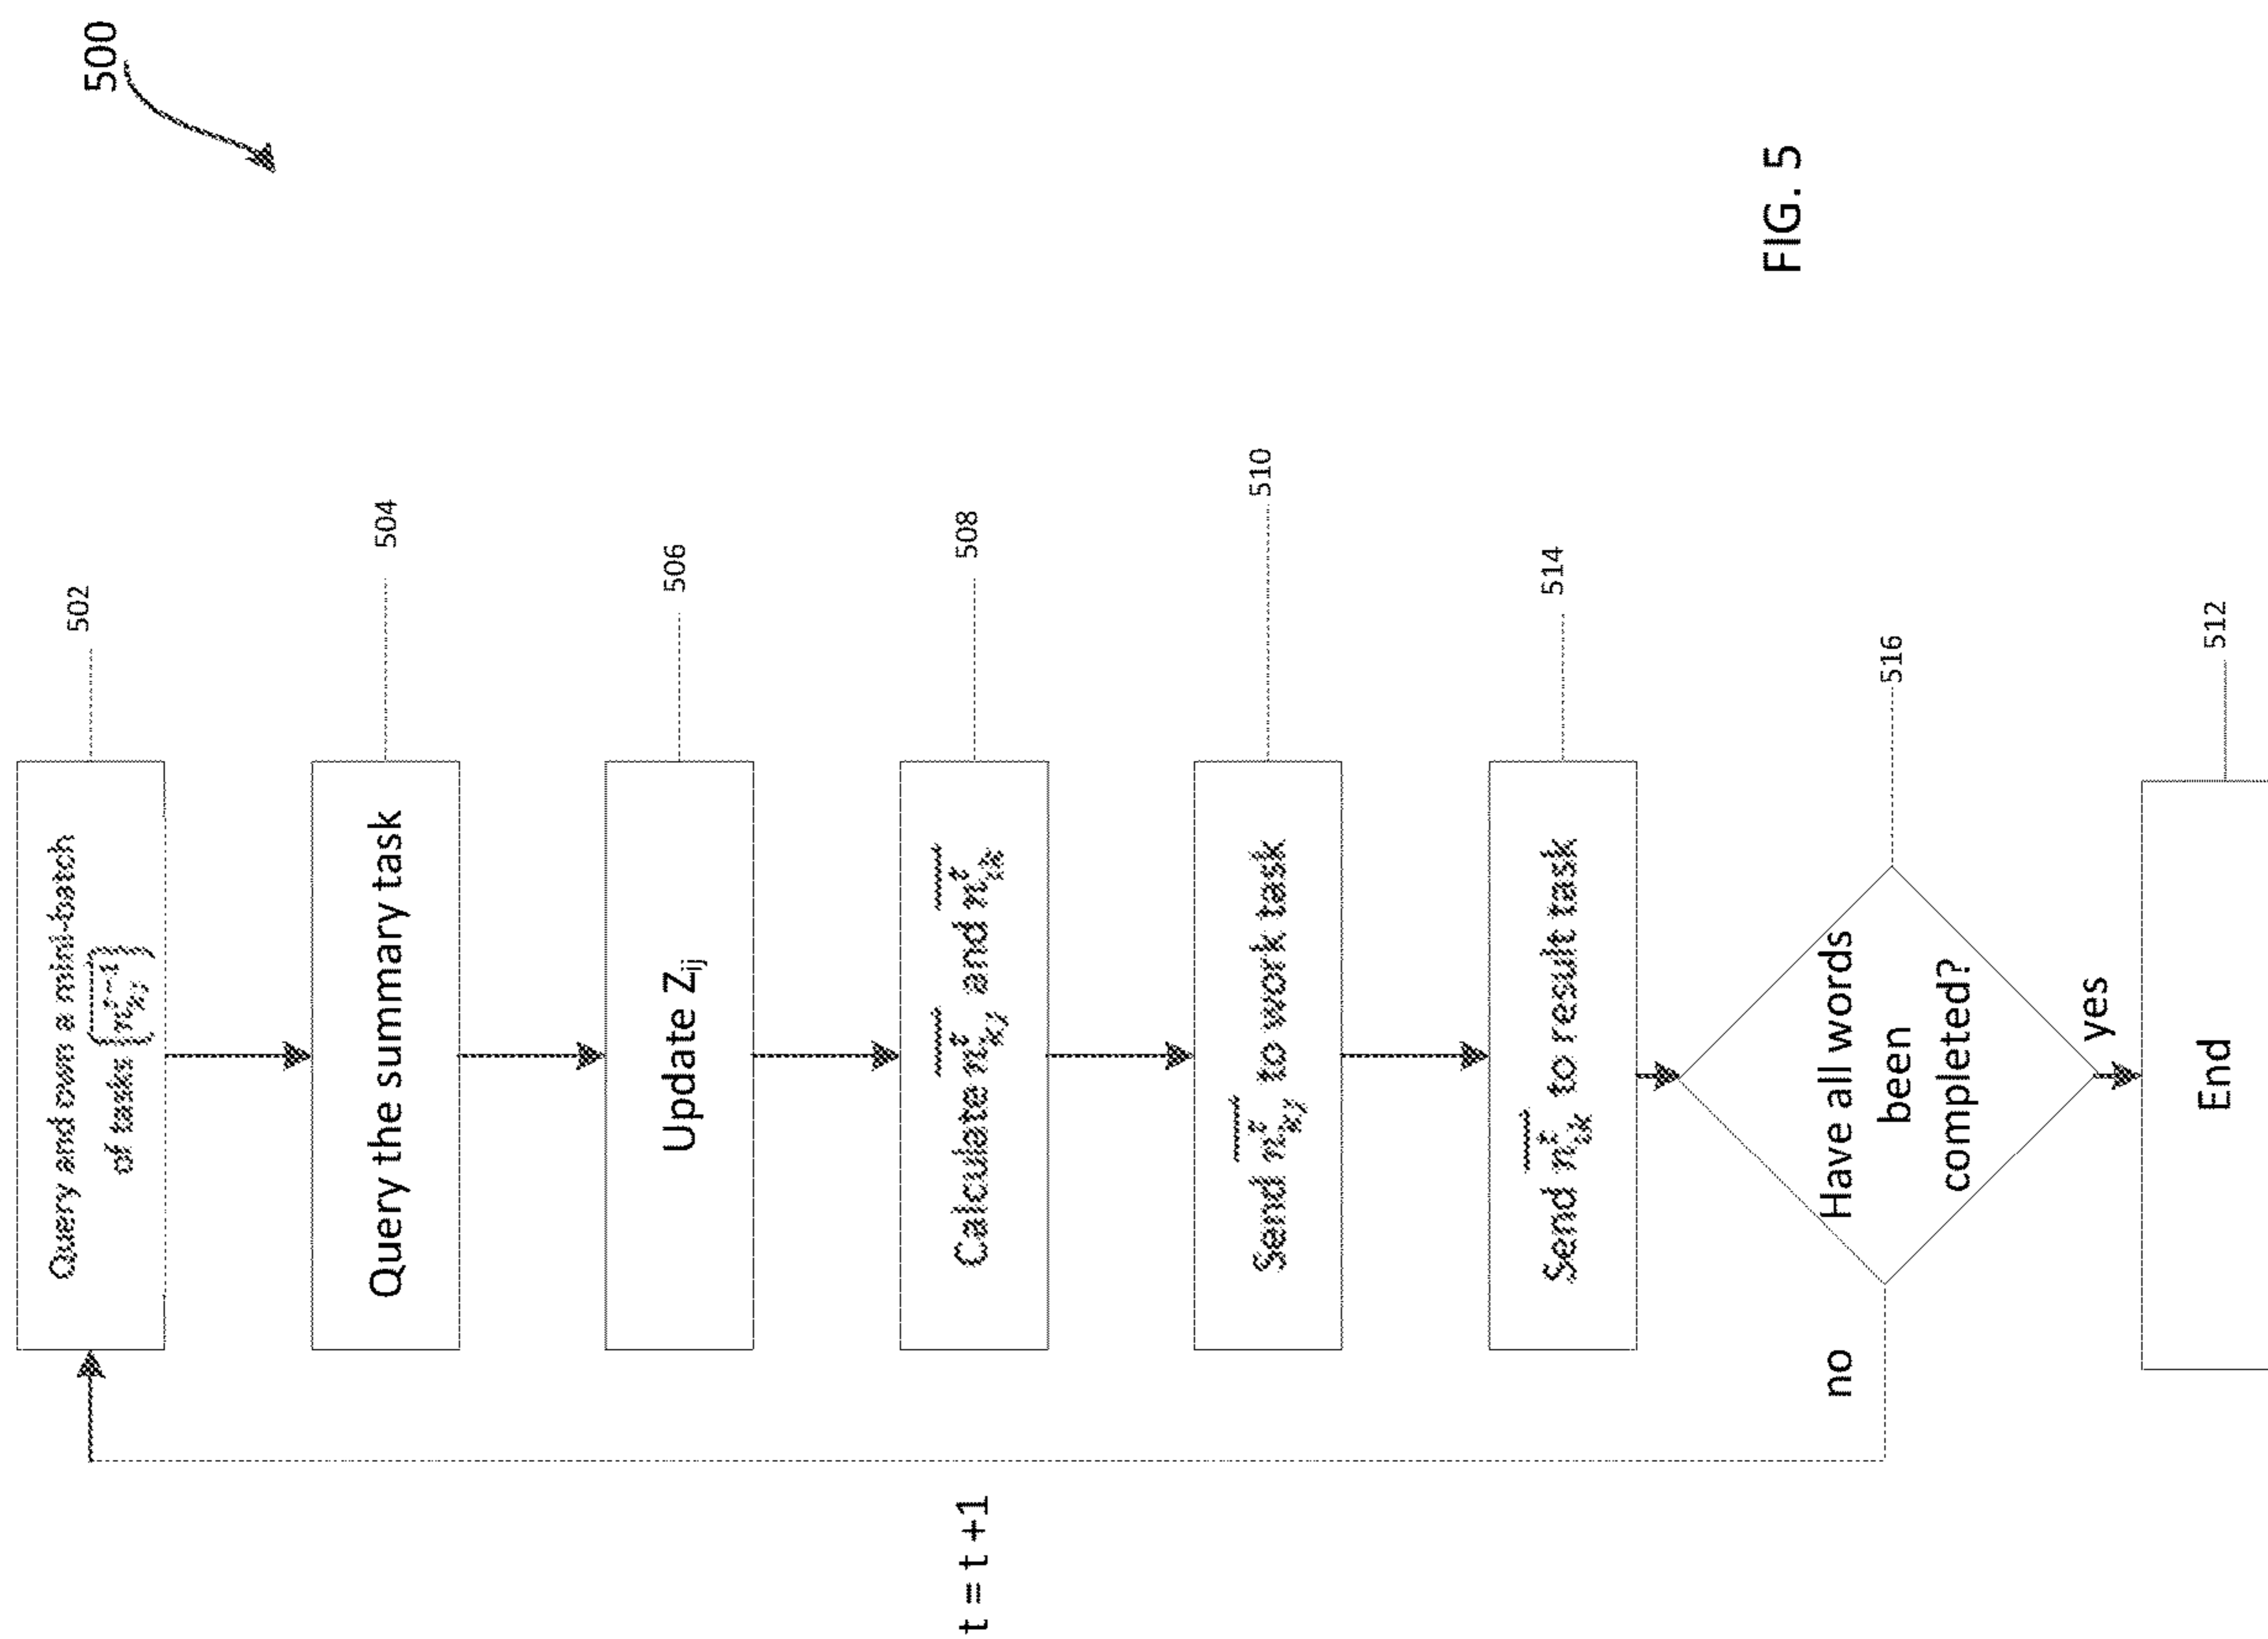 500
Query and own a mini-batch
of tasks
502
Query the summary task
504
Update Z_ij
506
Calculate and
508
Send to work task
510
Send to result task
514
Have all words
been
completed?
516
no
yes
t = t +1
End
512
FIG. 5